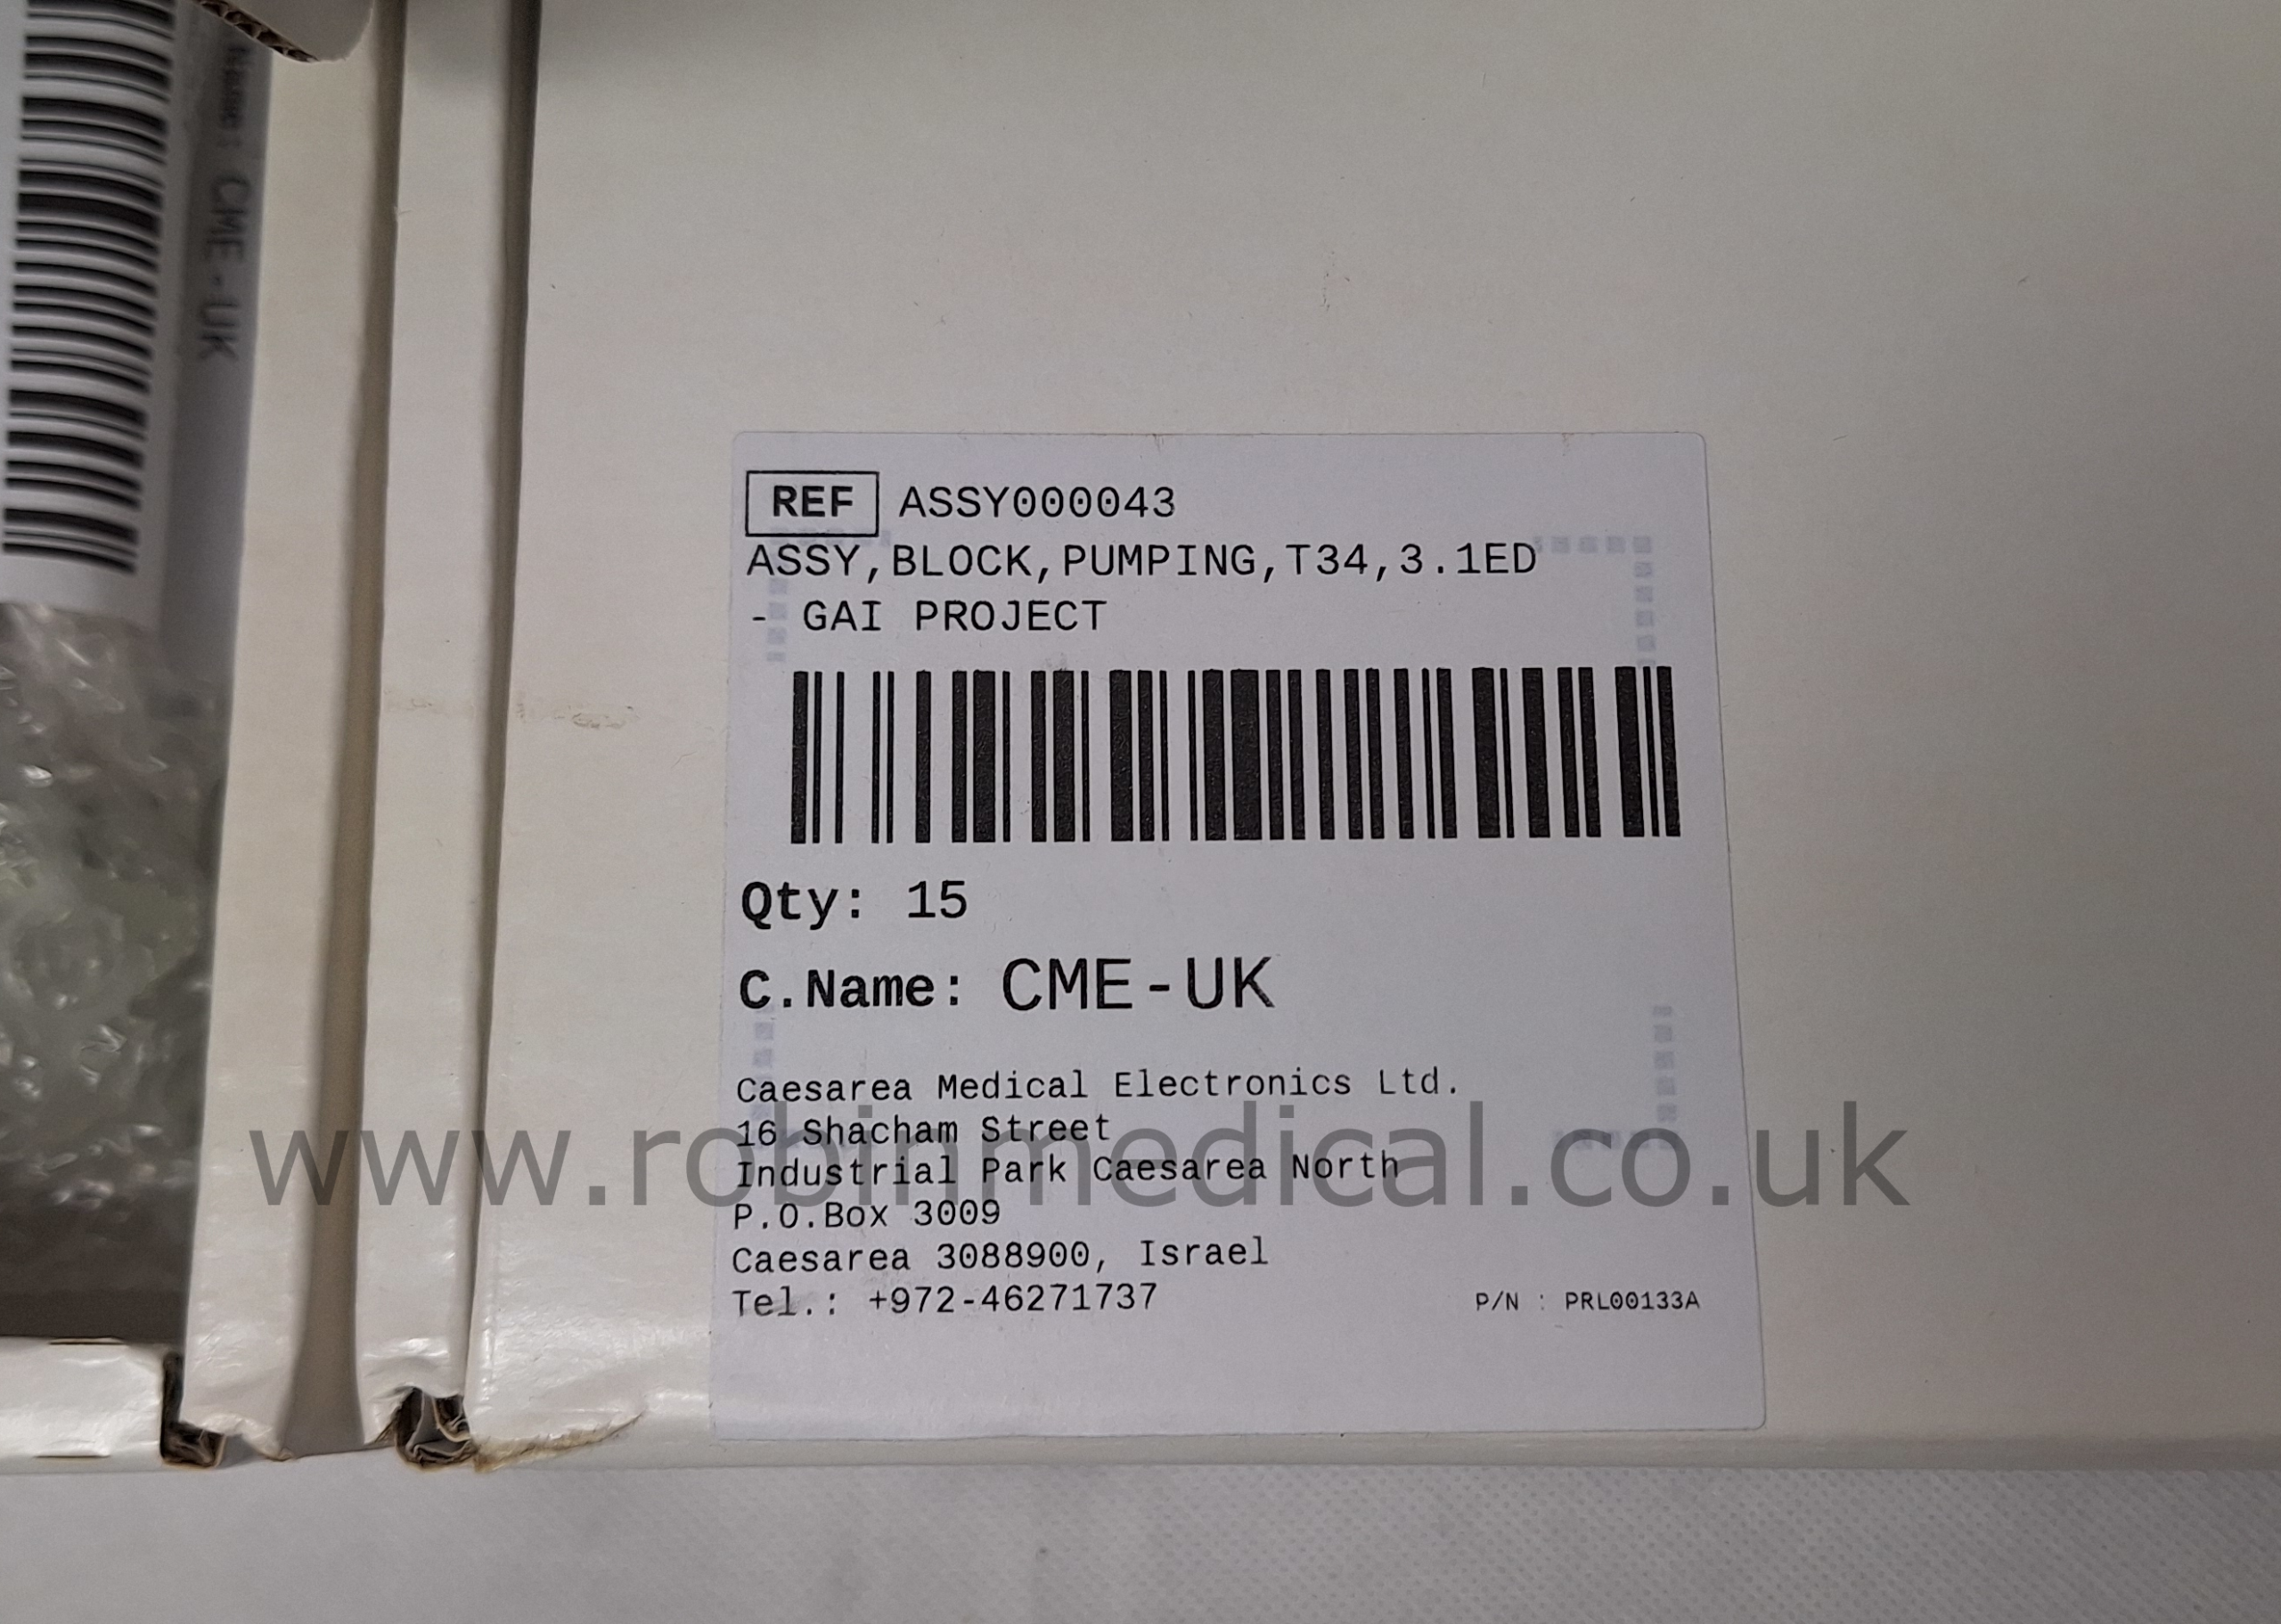 REF ASSY000043
ASSY,BLOCK,PUMPING,T34,3.1ED
- GAI PROJECT
Qty: 15
C.Name: CME-UK
Caesarea Medical Electronics Ltd.
16 Shacham Street
Industrial Park Caesarea North
P.O.Box 3009
Caesarea 3088900, Israel
Tel.: +972-46271737
P/N : PRL00133A
www.robinmedical.co.uk
CME-UK